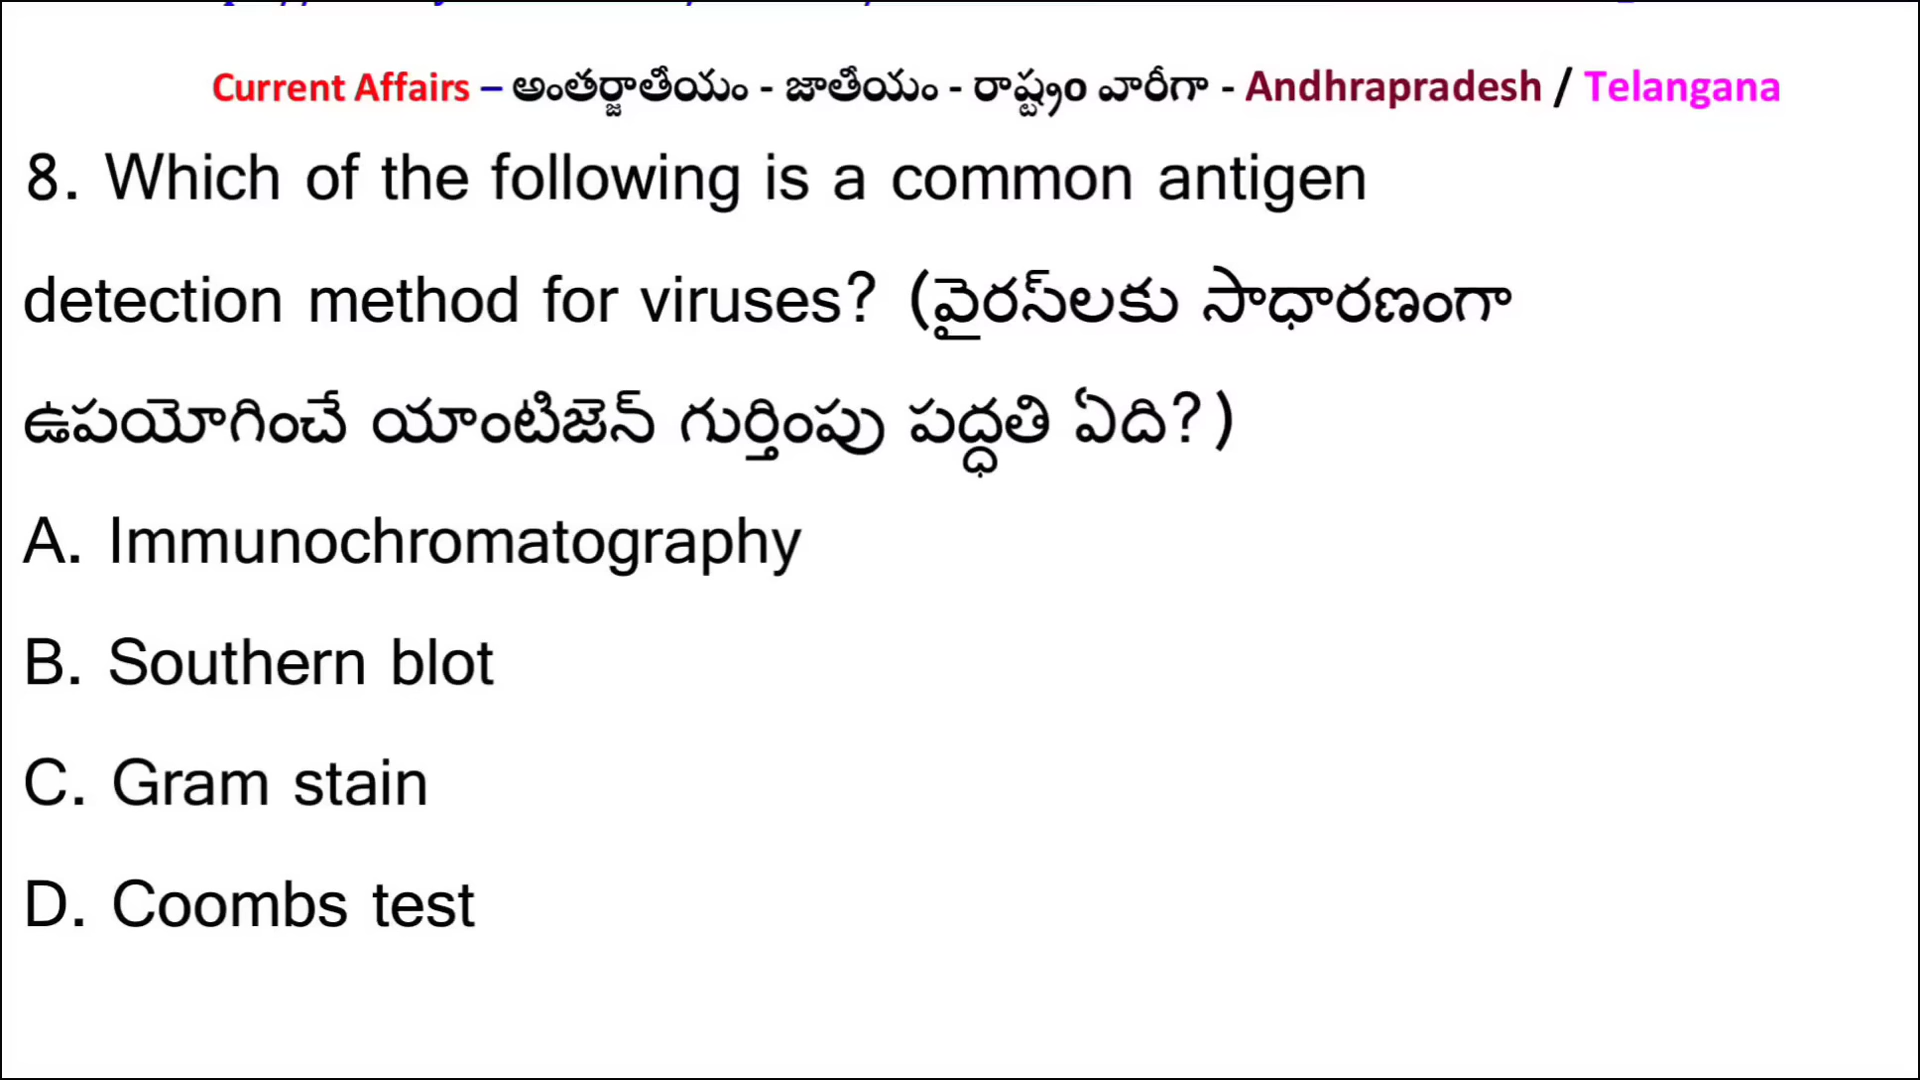 Current Affairs – అంతర్జాతీయం - జాతీయం - రాష్ట్రo వారీగా - Andhrapradesh / Telangana
8. Which of the following is a common antigen
detection method for viruses? (వైరస్‌లకు సాధారణంగా
ఉపయోగించే యాంటిజెన్ గుర్తింపు పద్ధతి ఏది?)
A. Immunochromatography
B. Southern blot
C. Gram stain
D. Coombs test